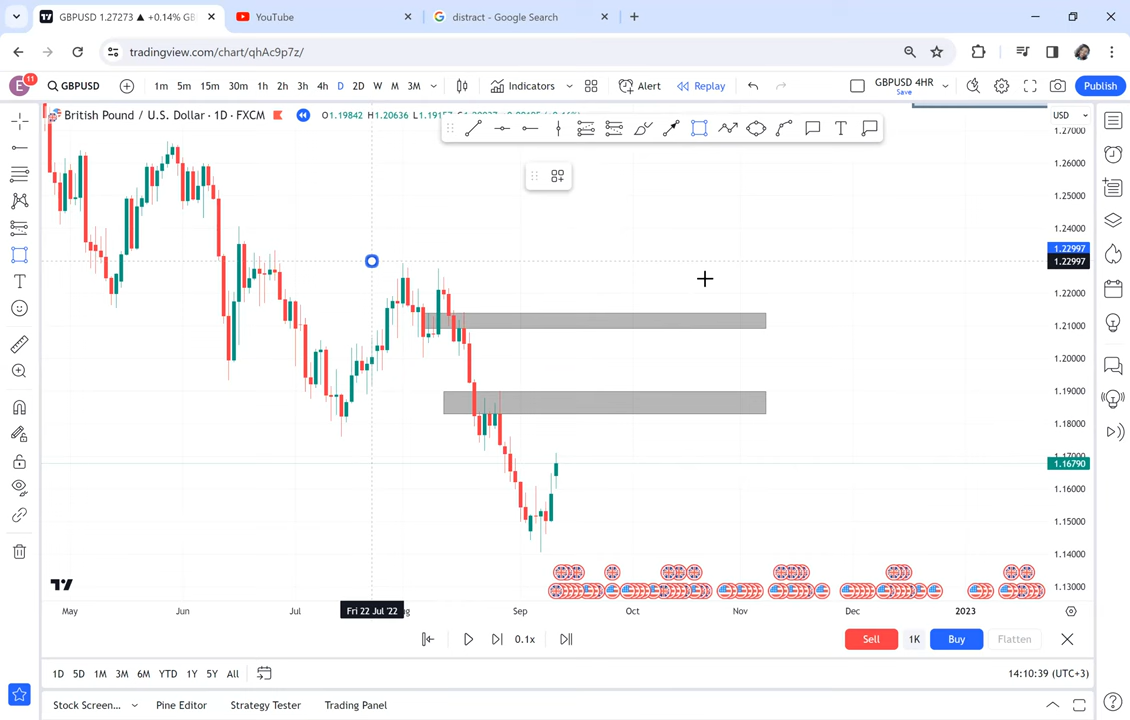 GBPUSD 1.27273 ▲ +0.14% GB
YouTube
distract - Google Search
tradingview.com/chart/qhAc9p7z/
E
11
GBPUSD
1m 5m 15m 30m 1h 2h 3h 4h D 2D W M 3M
Indicators
Alert
Replay
GBPUSD 4HR
Save
Publish
British Pound / U.S. Dollar · 1D · FXCM
O1.19842 H1.20636
USD
1.27000
1.26000
1.25000
1.24000
1.22997
1.22997
1.22000
1.21000
1.20000
1.19000
1.18000
1.17000
1.16790
1.16000
1.15000
1.14000
1.13000
May Jun Jul Fri 22 Jul '22 Sep Oct Nov Dec 2023
0.1x
Sell 1K Buy Flatten
1D 5D 1M 3M 6M YTD 1Y 5Y All
14:10:39 (UTC+3)
Stock Screen... Pine Editor Strategy Tester Trading Panel